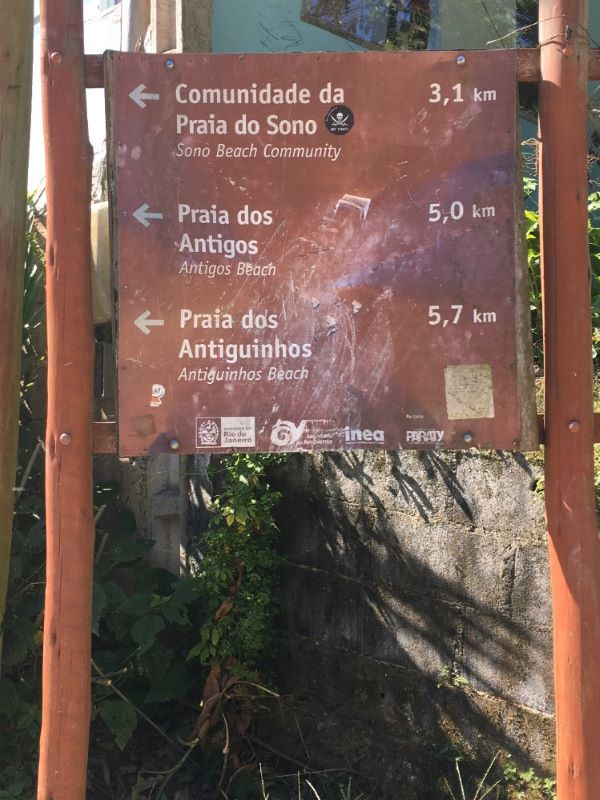 Comunidade da
Praia do Sono
3,1 km
Sono Beach Community
Praia dos
Antigos
5,0 km
Antigos Beach
Praia dos
Antiguinhos
5,7 km
Antiguinhos Beach
Rio de
Janeiro
Ambiente
inea
PARATY